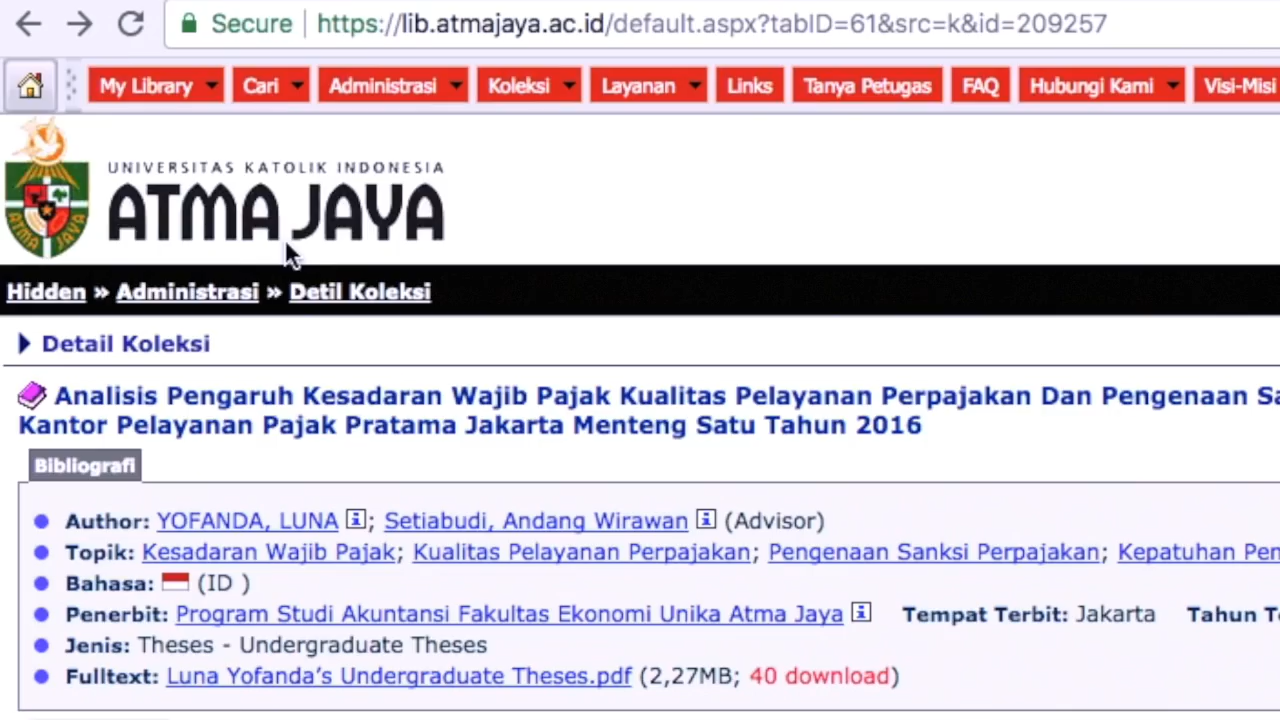 Secure https://lib.atmajaya.ac.id/default.aspx?tabID=61&src=k&id=209257
My Library Cari Administrasi Koleksi Layanan Links Tanya Petugas FAQ Hubungi Kami Visi-Misi
UNIVERSITAS KATOLIK INDONESIA
ATMA JAYA
ATMA JAYA
Hidden » Administrasi » Detil Koleksi
Detail Koleksi
Analisis Pengaruh Kesadaran Wajib Pajak Kualitas Pelayanan Perpajakan Dan Pengenaan Sa
Kantor Pelayanan Pajak Pratama Jakarta Menteng Satu Tahun 2016
Bibliografi
Author: YOFANDA, LUNA i; Setiabudi, Andang Wirawan i (Advisor)
Topik: Kesadaran Wajib Pajak; Kualitas Pelayanan Perpajakan; Pengenaan Sanksi Perpajakan; Kepatuhan Pen
Bahasa: (ID )
Penerbit: Program Studi Akuntansi Fakultas Ekonomi Unika Atma Jaya i Tempat Terbit: Jakarta Tahun Te
Jenis: Theses - Undergraduate Theses
Fulltext: Luna Yofanda’s Undergraduate Theses.pdf (2,27MB; 40 download)